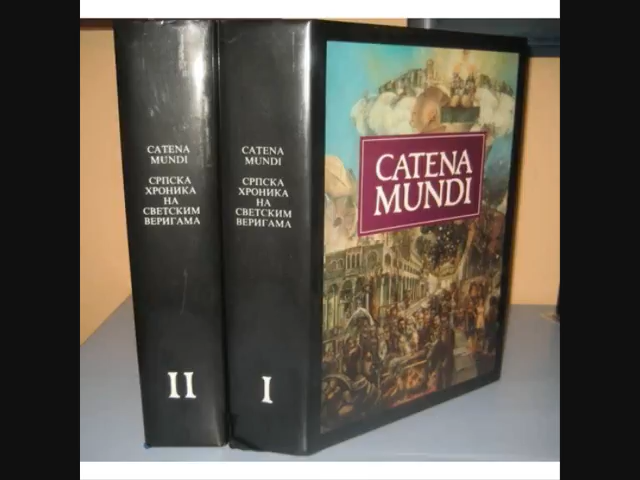 CATENA
MUNDI
СРПСКА
ХРОНИКА
НА
СВЕТСКИМ
ВЕРИГАМА
II
CATENA
MUNDI
СРПСКА
ХРОНИКА
НА
СВЕТСКИМ
ВЕРИГАМА
I
CATENA
MUNDI